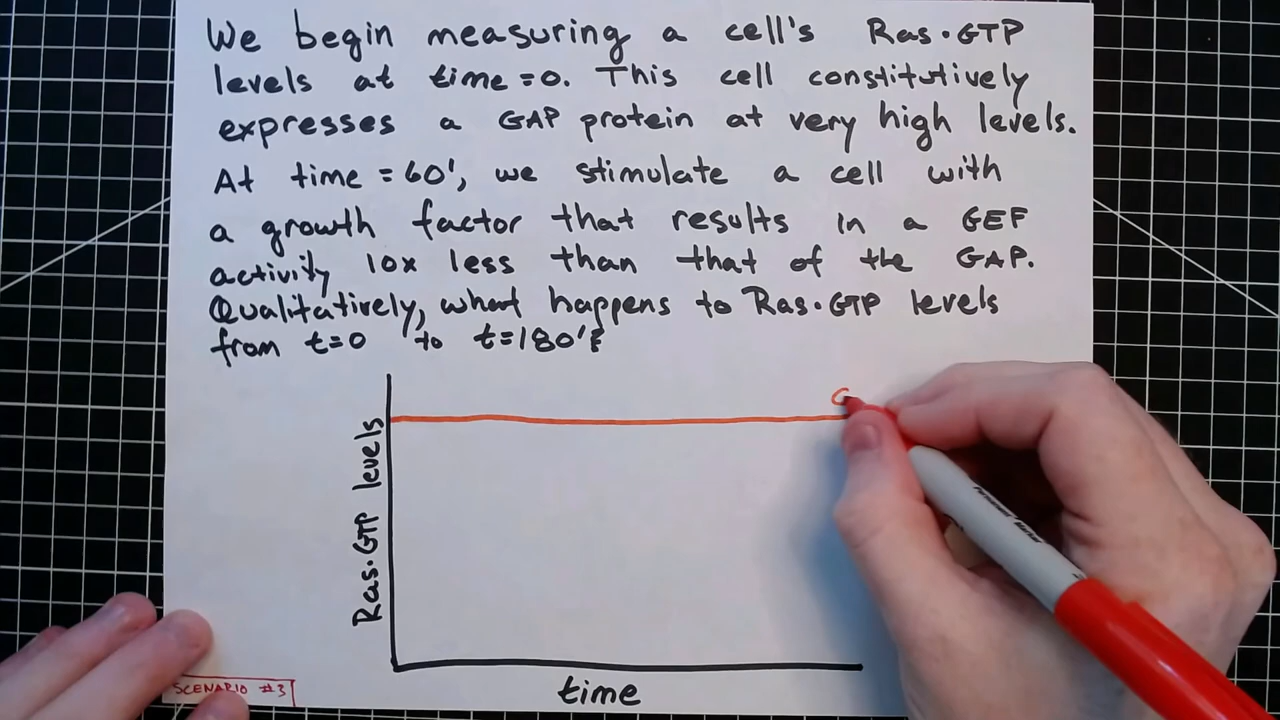 We begin measuring a cell's Ras·GTP
levels at time=0. This cell constitutively
expresses a GAP protein at very high levels.
At time=60', we stimulate a cell with
a growth factor that results in a GEF
activity 10x less than that of the GAP.
Qualitatively, what happens to Ras·GTP levels
from t=0 to t=180'?
Ras·GTP levels
time
SCENARIO #3